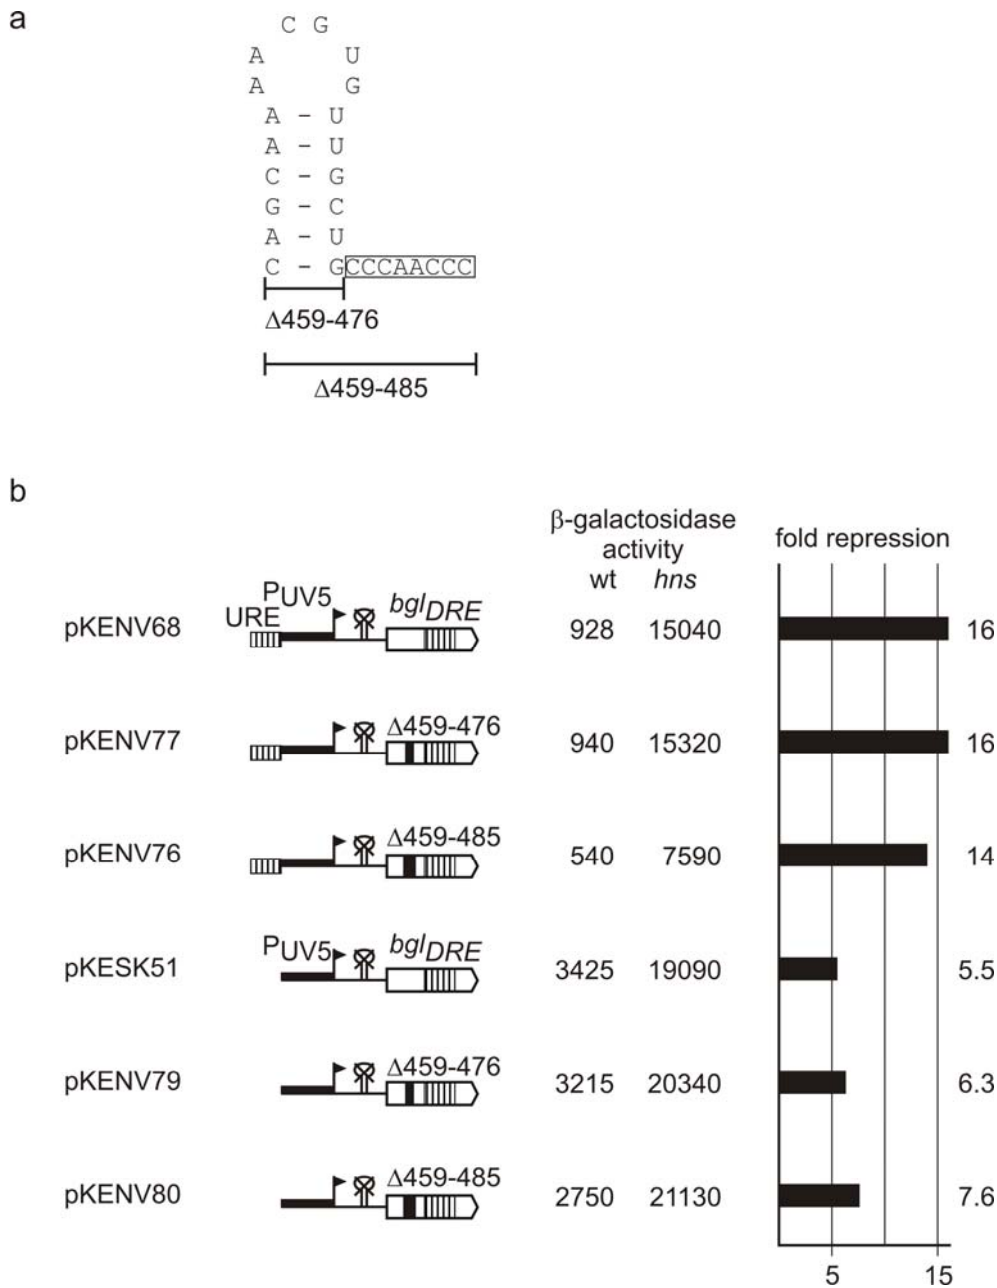 a
C G
A U
A G
A – U
A – U
C – G
G – C
A – U
C – GCCCAACCC
Δ459-476
Δ459-485
b
β-galactosidase
activity
wt hns
fold repression
pKENV68 URE PUV5 bglDRE 928 15040 16
pKENV77 Δ459-476 940 15320 16
pKENV76 Δ459-485 540 7590 14
pKESK51 PUV5 bglDRE 3425 19090 5.5
pKENV79 Δ459-476 3215 20340 6.3
pKENV80 Δ459-485 2750 21130 7.6
5 15